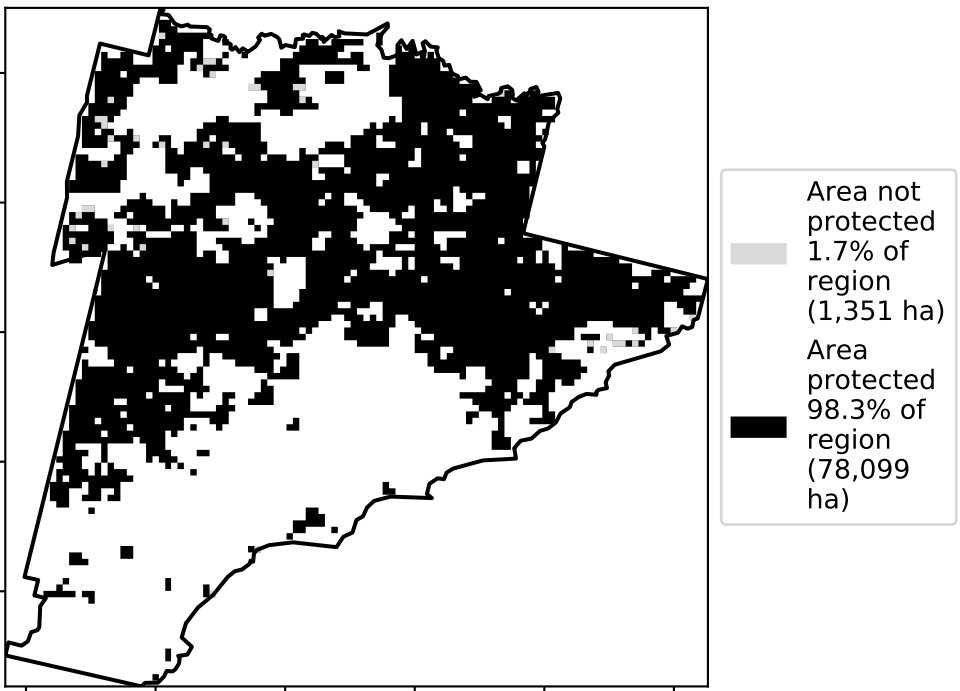 Area not
protected
1.7% of
region
(1,351 ha)
Area
protected
98.3% of
region
(78,099
ha)